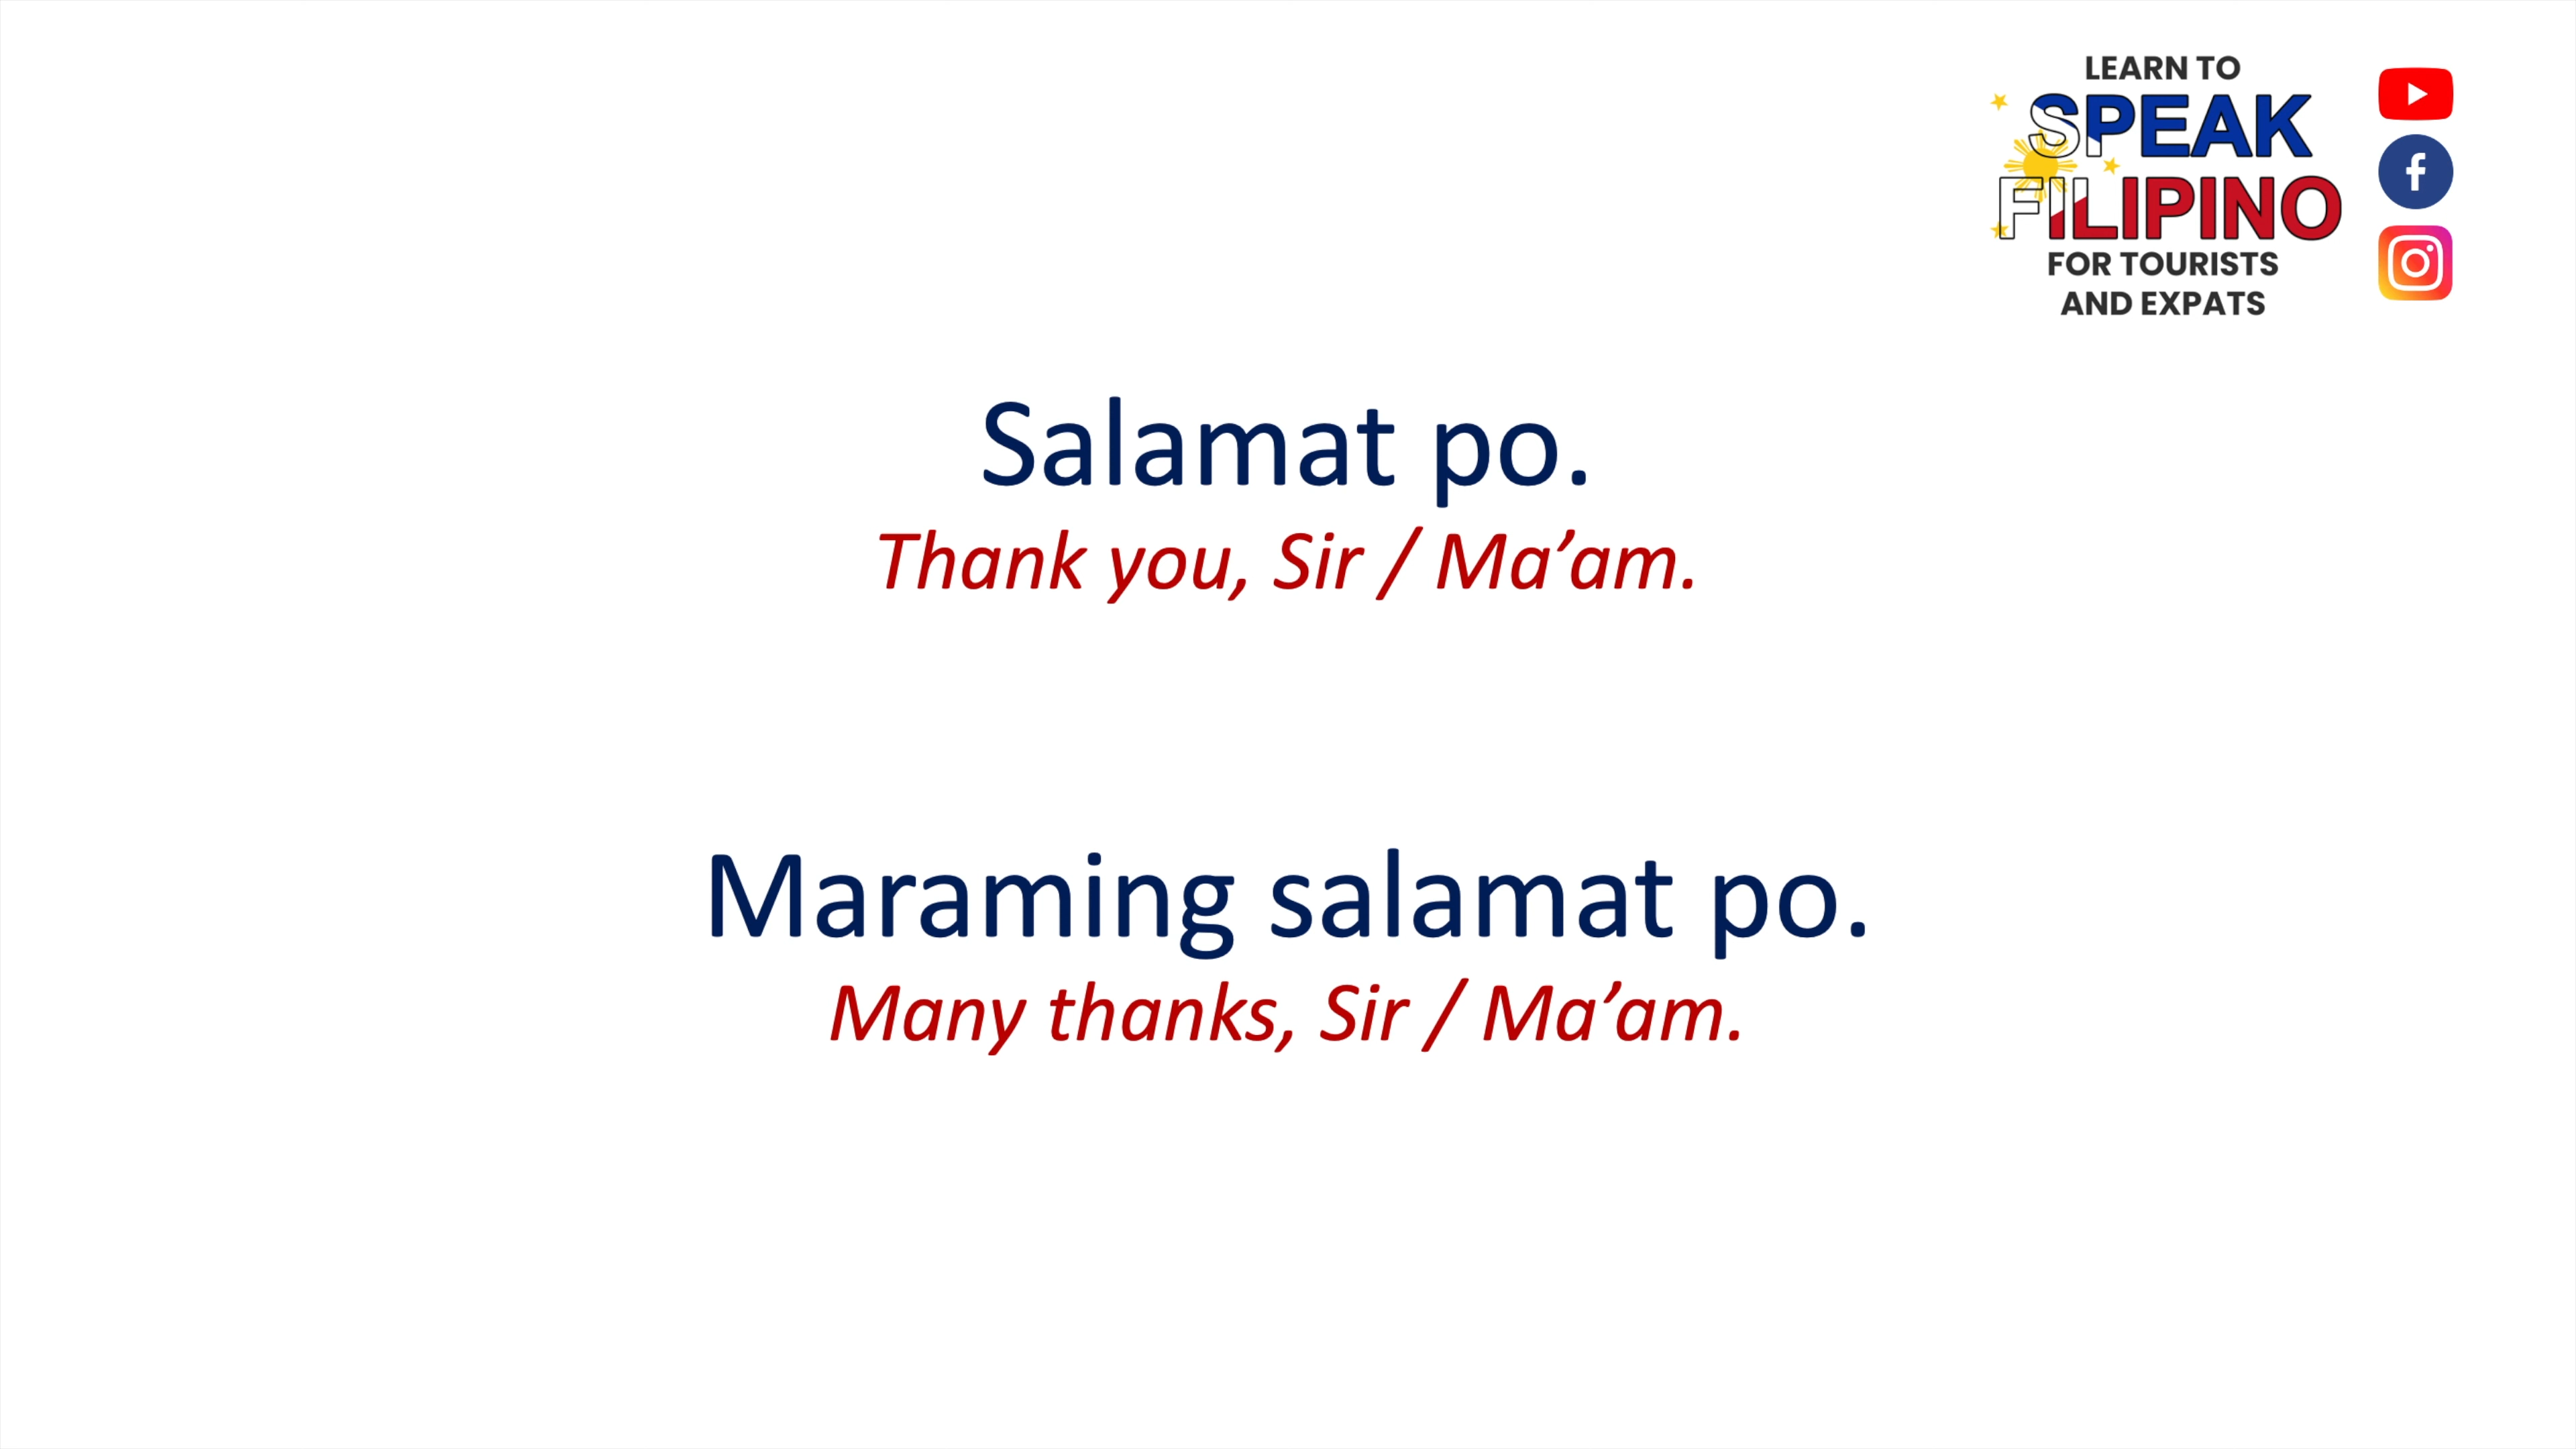 LEARN TO
SPEAK
FILIPINO
FOR TOURISTS
AND EXPATS
Salamat po.
Thank you, Sir / Ma’am.
Maraming salamat po.
Many thanks, Sir / Ma’am.